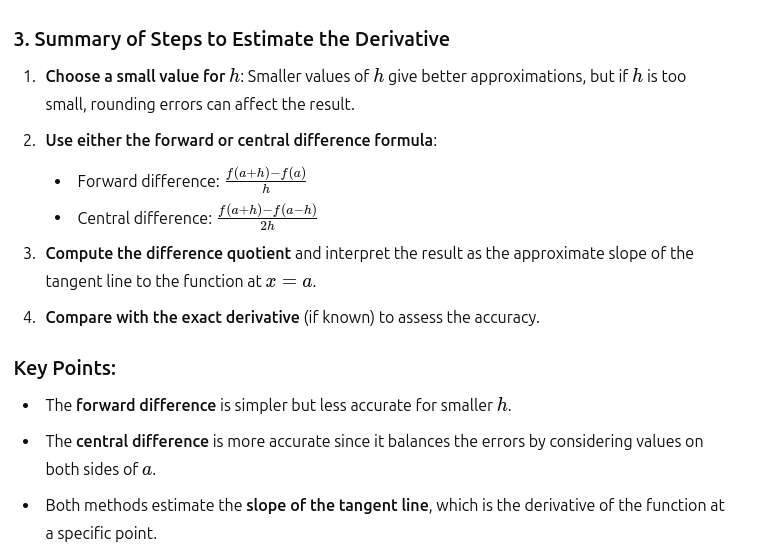 3. Summary of Steps to Estimate the Derivative
1. Choose a small value for h: Smaller values of h give better approximations, but if h is too
small, rounding errors can affect the result.
2. Use either the forward or central difference formula:
• Forward difference: \frac{f(a+h)-f(a)}{h}
• Central difference: \frac{f(a+h)-f(a-h)}{2h}
3. Compute the difference quotient and interpret the result as the approximate slope of the
tangent line to the function at x = a.
4. Compare with the exact derivative (if known) to assess the accuracy.
Key Points:
• The forward difference is simpler but less accurate for smaller h.
• The central difference is more accurate since it balances the errors by considering values on
both sides of a.
• Both methods estimate the slope of the tangent line, which is the derivative of the function at
a specific point.